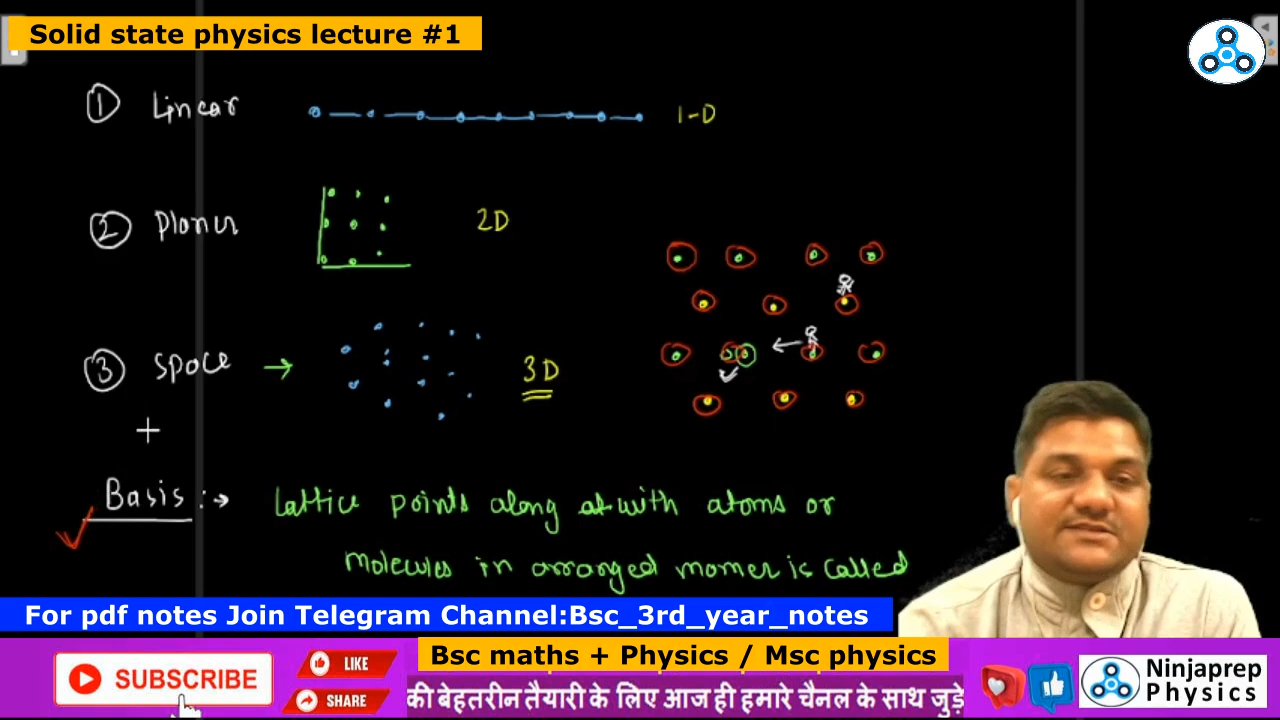 Solid state physics lecture #1
① Linear 1-D
② Planer 2D
③ Space → 3D
+
Basis :→ Lattice points along at with atoms or
molecules in arranged manner is called
For pdf notes Join Telegram Channel:Bsc_3rd_year_notes
Bsc maths + Physics / Msc physics
SUBSCRIBE
LIKE
SHARE
की बेहतरीन तैयारी के लिए आज ही हमारे चैनल के साथ जुड़े
Ninjaprep
Physics